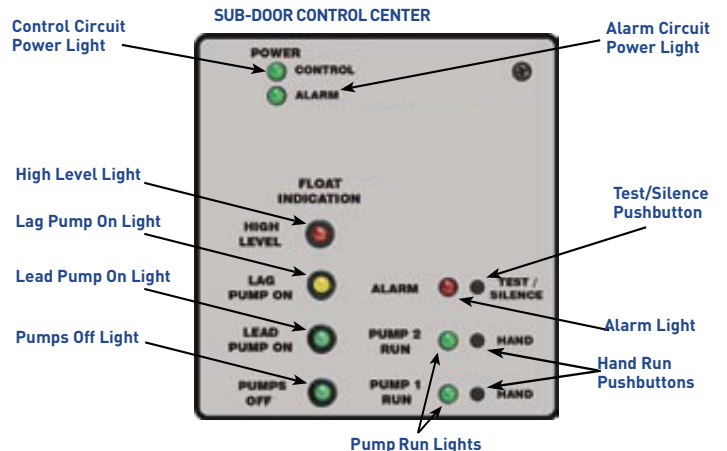 SUB-DOOR CONTROL CENTER
Control Circuit
Power Light
Alarm Circuit
Power Light
POWER
CONTROL
ALARM
High Level Light
Lag Pump On Light
Lead Pump On Light
Pumps Off Light
FLOAT
INDICATION
HIGH
LEVEL
LAG
PUMP ON
LEAD
PUMP ON
PUMPS
OFF
ALARM
TEST /
SILENCE
PUMP 2
RUN
HAND
PUMP 1
RUN
HAND
Test/Silence
Pushbutton
Alarm Light
Hand Run
Pushbuttons
Pump Run Lights